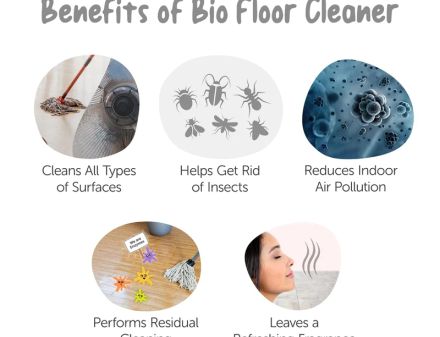 Benefits of Bio Floor Cleaner
Cleans All Types
of Surfaces
Helps Get Rid
of Insects
Reduces Indoor
Air Pollution
We are
Enzymes
Performs Residual
Cleaning
Leaves a
Refreshing Fragrance